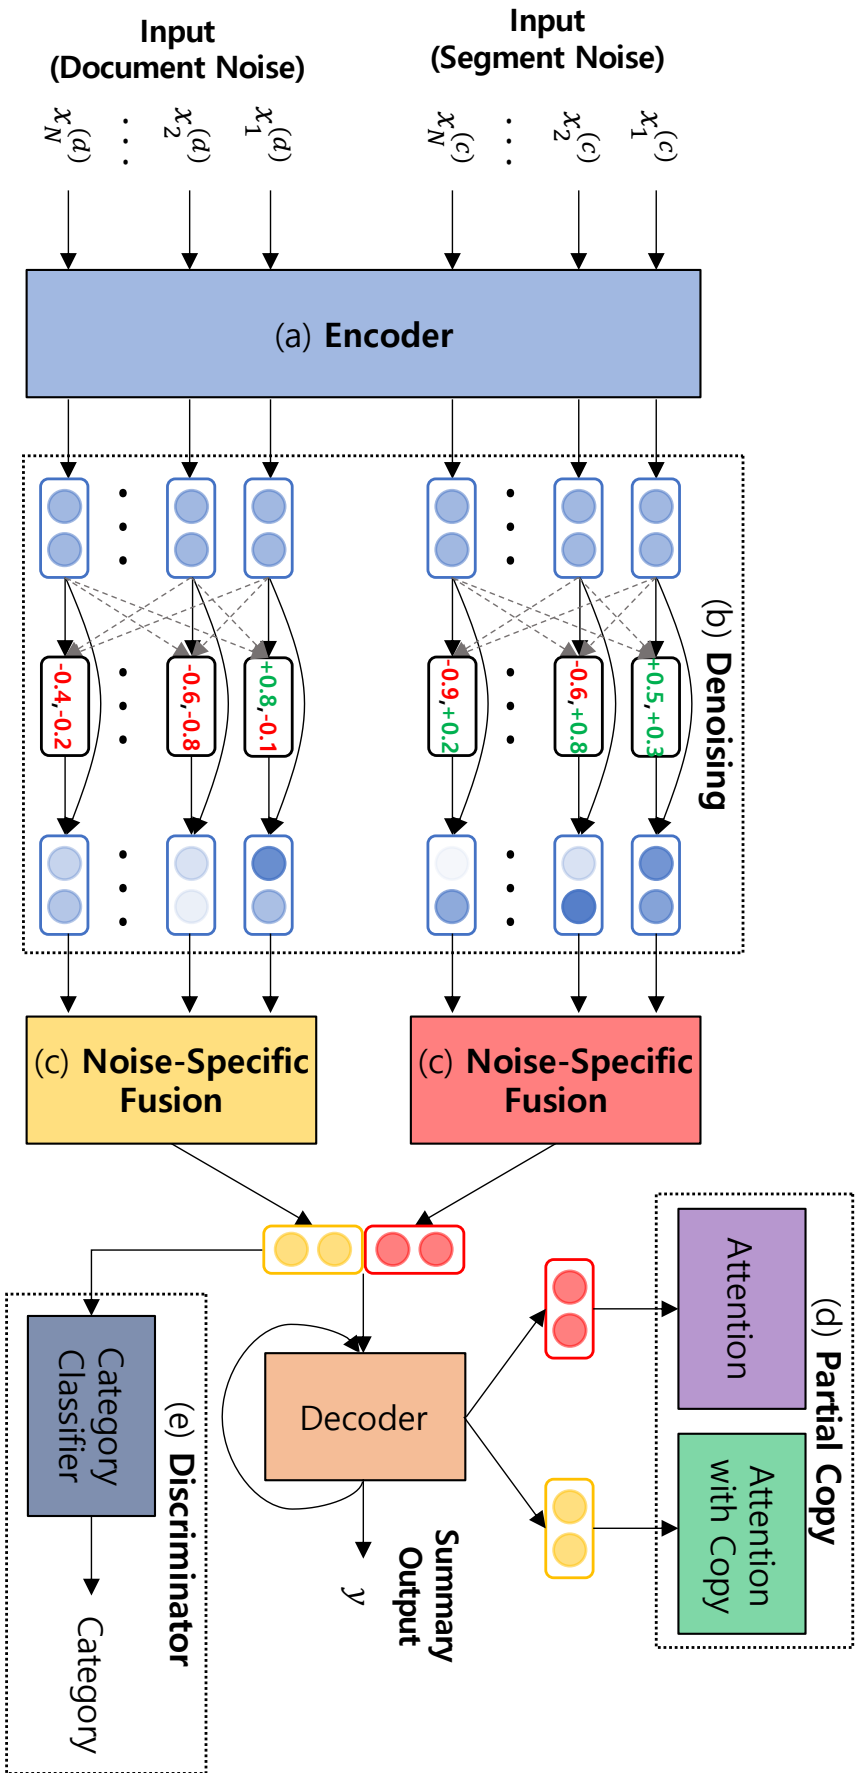 Input
(Document Noise)
Input
(Segment Noise)
x_N^(d)
...
x_2^(d)
x_1^(d)
x_N^(c)
...
x_2^(c)
x_1^(c)
(a) Encoder
(b) Denoising
-0.4,-0.2
-0.6,-0.8
+0.8,-0.1
-0.9,+0.2
-0.6,+0.8
+0.5,+0.3
(c) Noise-Specific
Fusion
(c) Noise-Specific
Fusion
(d) Partial Copy
Attention
Attention
with Copy
Decoder
Summary
Output
y
(e) Discriminator
Category
Classifier
Category